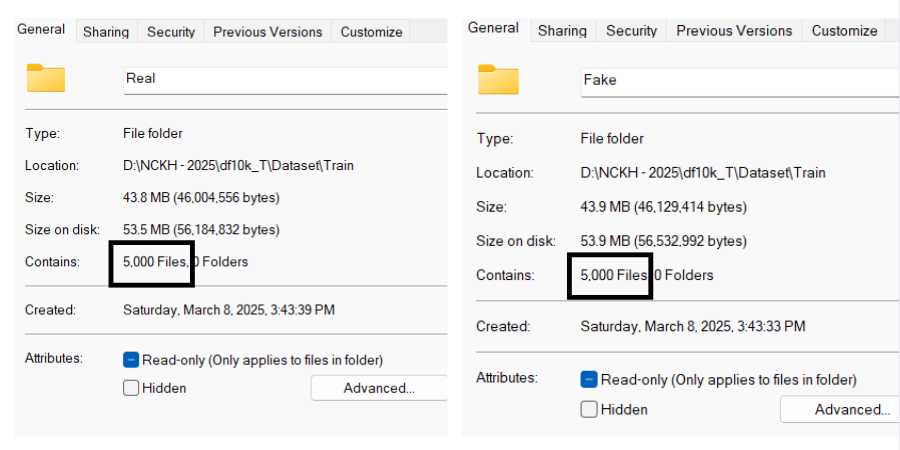 General Sharing Security Previous Versions Customize
Real
Type: File folder
Location: D:\NCKH - 2025\df10k_T\Dataset\Train
Size: 43.8 MB (46,004,556 bytes)
Size on disk: 53.5 MB (56,184,832 bytes)
Contains: 5,000 Files, 0 Folders
Created: Saturday, March 8, 2025, 3:43:39 PM
Attributes: Read-only (Only applies to files in folder)
Hidden Advanced...
General Sharing Security Previous Versions Customize
Fake
Type: File folder
Location: D:\NCKH - 2025\df10k_T\Dataset\Train
Size: 43.9 MB (46,129,414 bytes)
Size on disk: 53.9 MB (56,532,992 bytes)
Contains: 5,000 Files, 0 Folders
Created: Saturday, March 8, 2025, 3:43:33 PM
Attributes: Read-only (Only applies to files in folder)
Hidden Advanced...